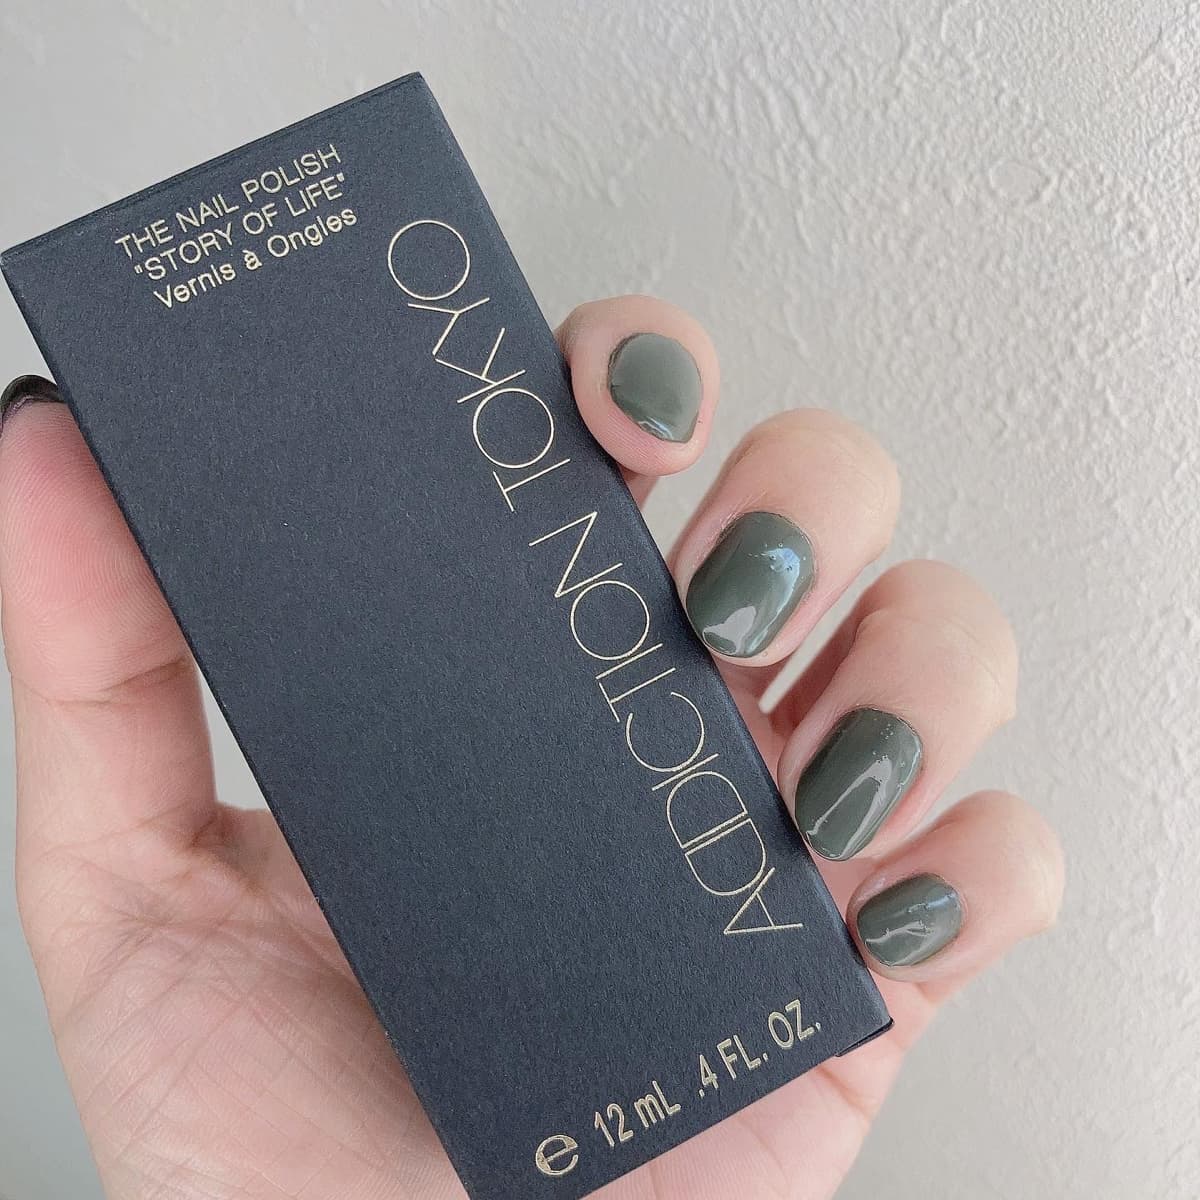 THE NAIL POLISH
"STORY OF LIFE"
Vernis à Ongles
ADDICTION TOKYO
e 12 mL .4 FL. OZ.